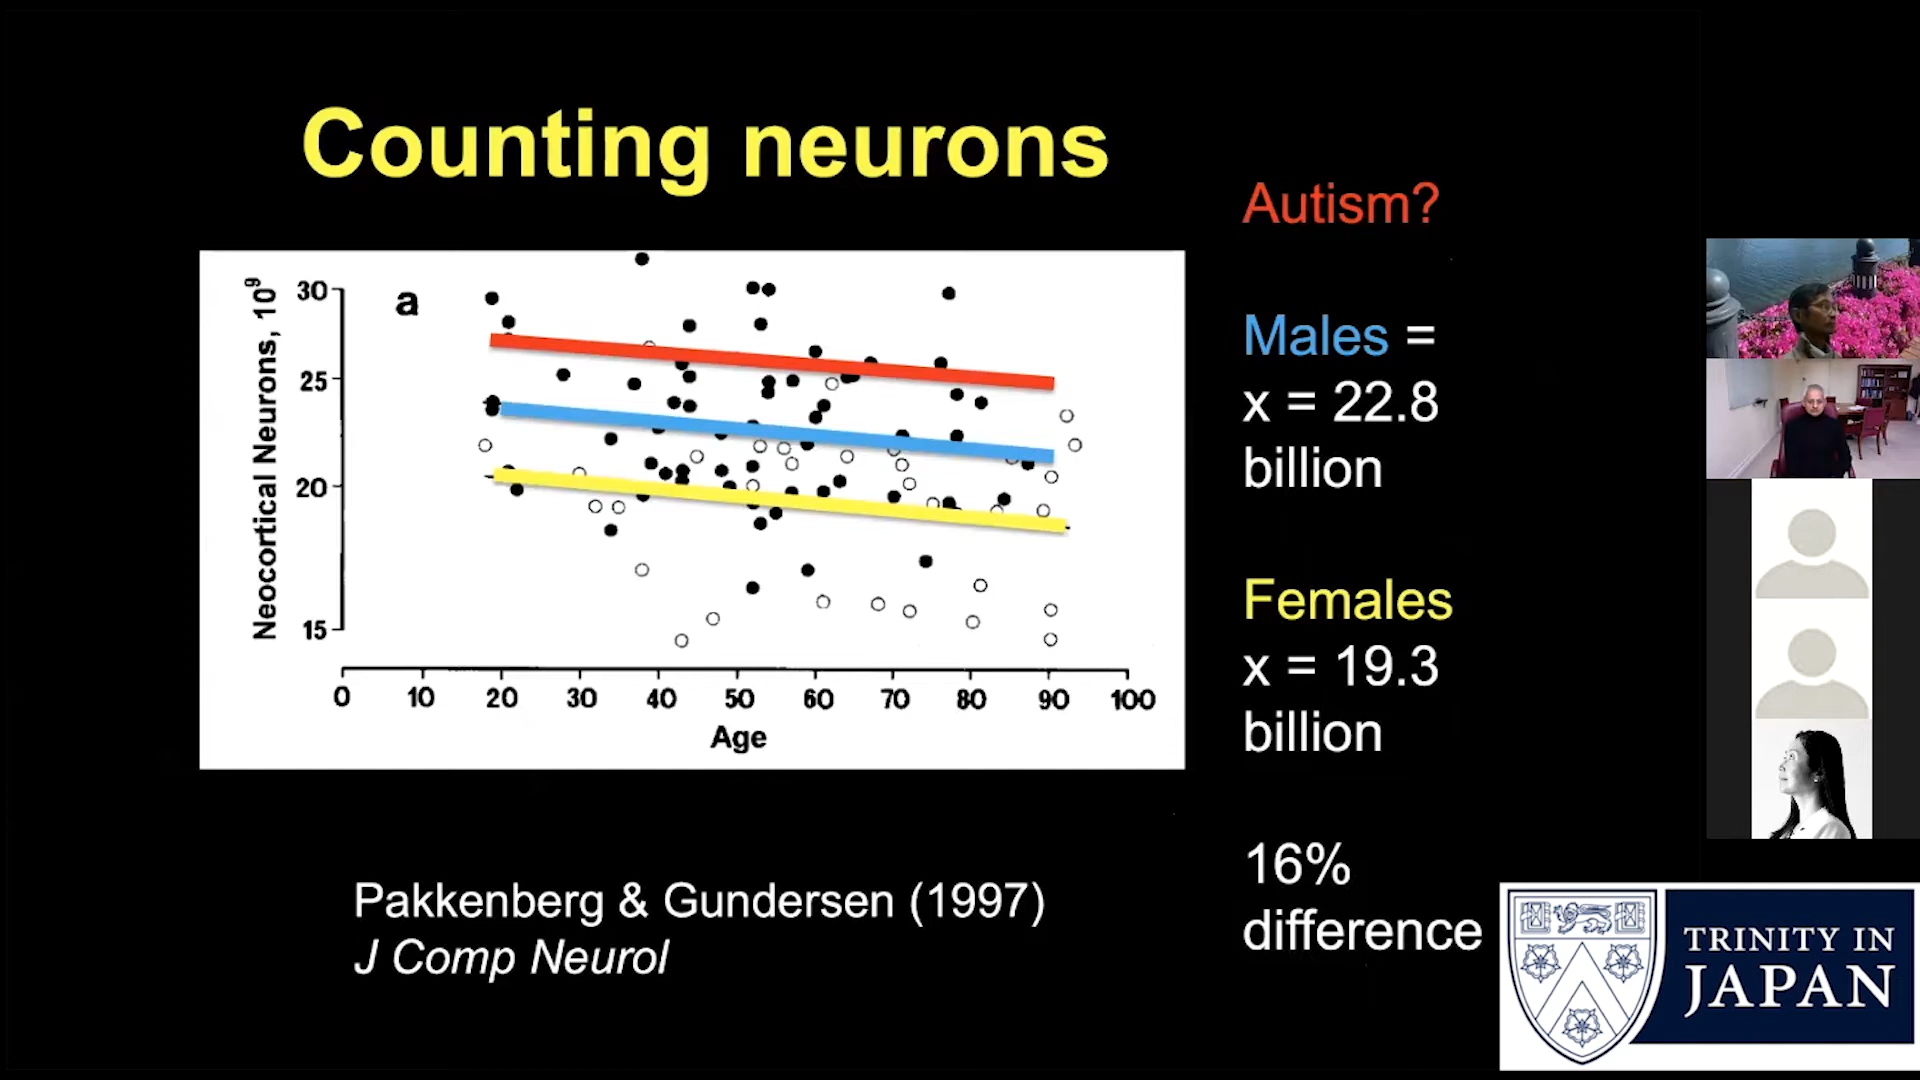 Counting neurons
Autism?
Males =
x = 22.8
billion
Females
x = 19.3
billion
16%
difference
a
Neocortical Neurons, 10⁹
30
25
20
15
0 10 20 30 40 50 60 70 80 90 100
Age
Pakkenberg & Gundersen (1997)
J Comp Neurol
TRINITY IN
JAPAN